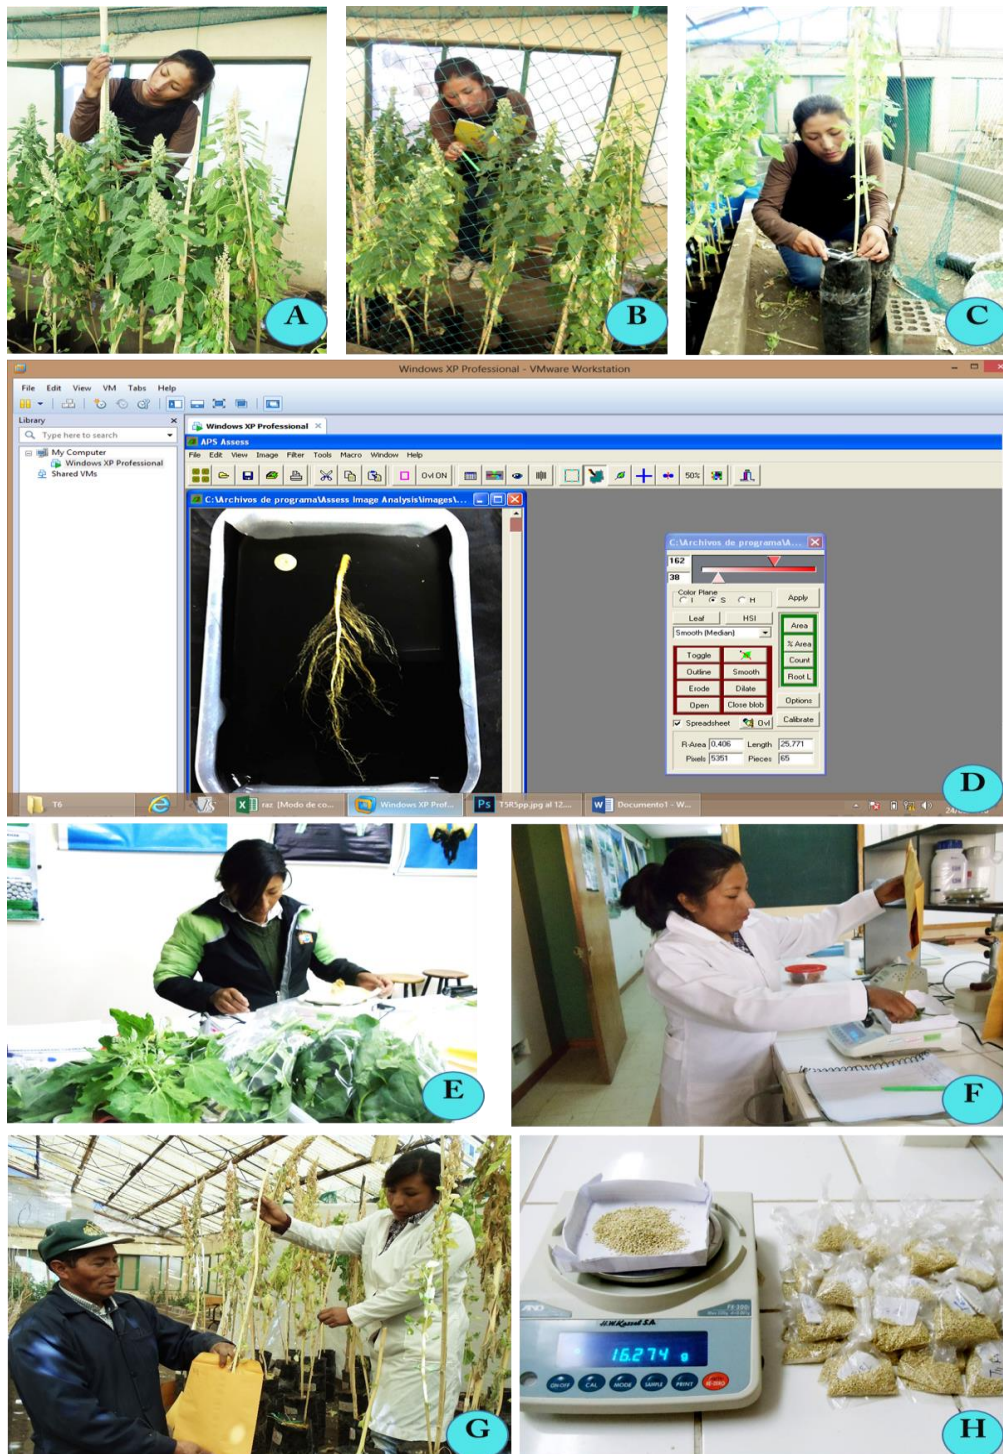 A
B
C
Windows XP Professional - VMware Workstation
File Edit View VM Tabs Help
Library
Type here to search
My Computer
Windows XP Professional
Shared VMs
Windows XP Professional
APS Assess
File Edit View Image Filter Tools Macro Window Help
Ovl ON
50%
C:\Archivos de programa\Assess Image Analysis\images\...
C:\Archivos de programa\A...
162
38
Color Plane
I S H
Apply
Leaf HSI
Smooth (Median)
Area
% Area
Count
Root L
Toggle
Outline Smooth
Erode Dilate
Open Close blob
Options
Spreadsheet Ovl
Calibrate
R-Area 0,406 Length 25,771
Pixels 5351 Pieces 65
T6
raz [Modo de co...
Windows XP Prof...
T5R5pp.jpg al 12....
Documento1 - W...
D
E
F
G
AND
H.W.Kessel S.A.
16.274 g
ON:OFF CAL MODE SAMPLE PRINT
H